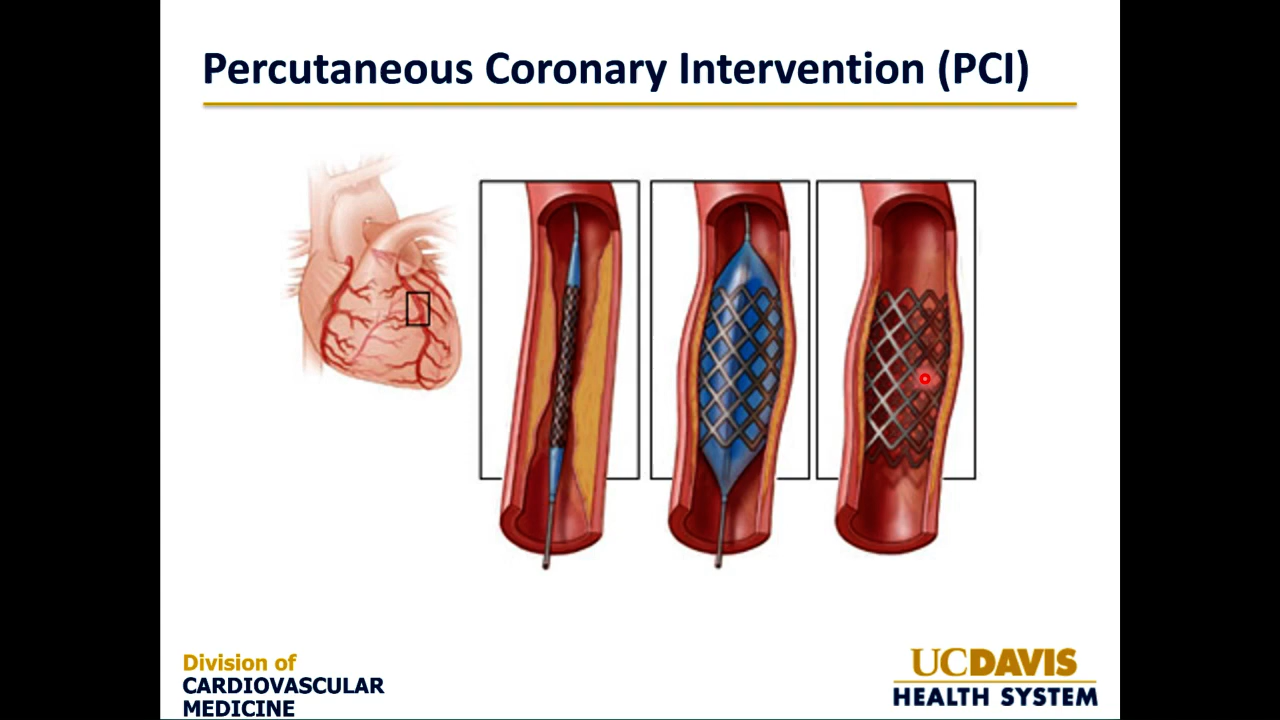 Percutaneous Coronary Intervention (PCI)
Division of
CARDIOVASCULAR
MEDICINE
UCDAVIS
HEALTH SYSTEM